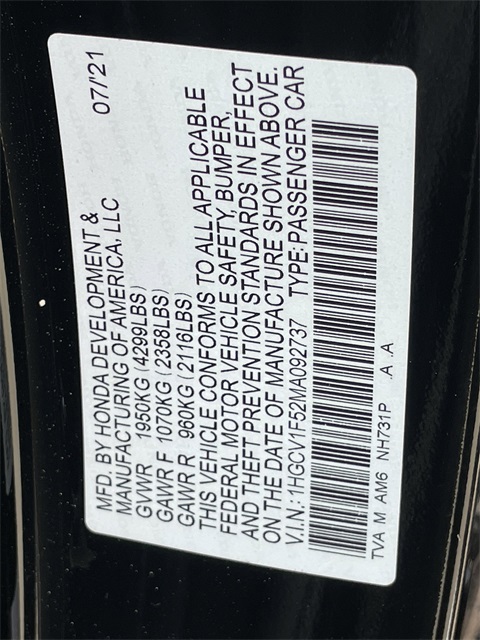 MFD. BY HONDA DEVELOPMENT & 07/'21
MANUFACTURING OF AMERICA, LLC
GVWR 1950KG (4299LBS)
GAWR F 1070KG (2358LBS)
GAWR R 960KG (2116LBS)
THIS VEHICLE CONFORMS TO ALL APPLICABLE
FEDERAL MOTOR VEHICLE SAFETY, BUMPER,
AND THEFT PREVENTION STANDARDS IN EFFECT
ON THE DATE OF MANUFACTURE SHOWN ABOVE.
V.I.N.:1HGCV1F52MA092737 TYPE:PASSENGER CAR
TVA M AM6 NH731P .A .A